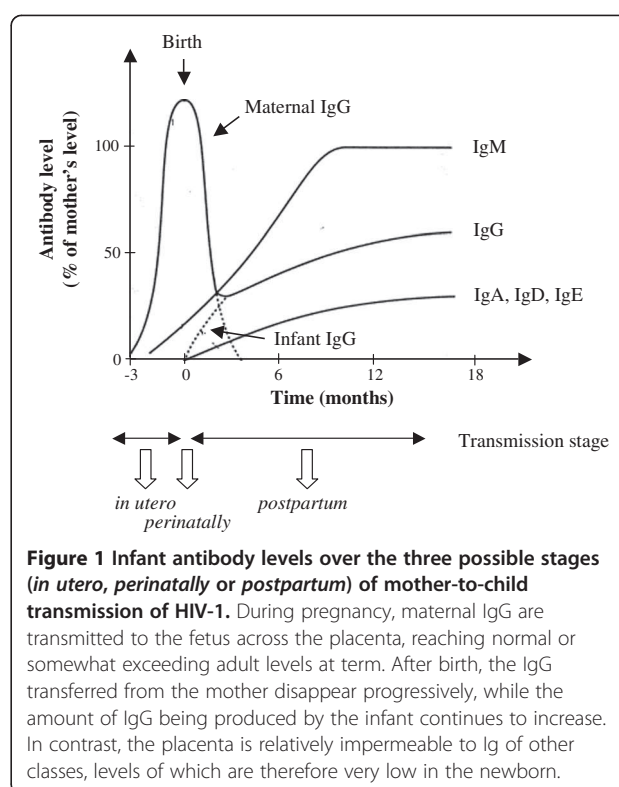 Birth
Maternal IgG
Antibody level
(% of mother's level)
100
50
0
IgM
IgG
IgA, IgD, IgE
Infant IgG
-3
0
6
12
18
Time (months)
Transmission stage
in utero
perinatally
postpartum
Figure 1 Infant antibody levels over the three possible stages
(in utero, perinatally or postpartum) of mother-to-child
transmission of HIV-1. During pregnancy, maternal IgG are
transmitted to the fetus across the placenta, reaching normal or
somewhat exceeding adult levels at term. After birth, the IgG
transferred from the mother disappear progressively, while the
amount of IgG being produced by the infant continues to increase.
In contrast, the placenta is relatively impermeable to Ig of other
classes, levels of which are therefore very low in the newborn.